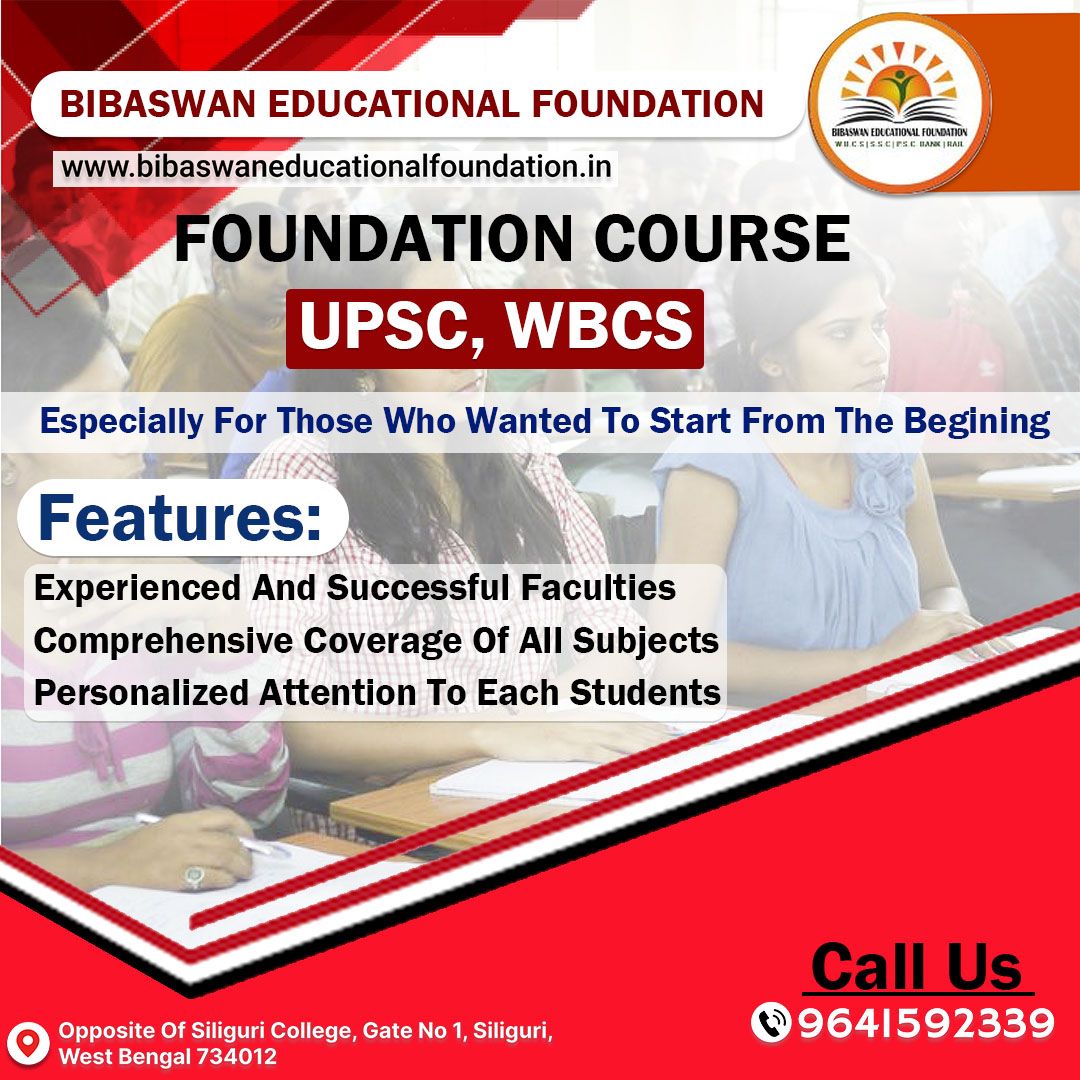 BIBASWAN EDUCATIONAL FOUNDATION
BIBASWAN EDUCATIONAL FOUNDATION
W.B.C.S | S.S.C | P.S.C BANK | RAIL
www.bibaswaneducationalfoundation.in
FOUNDATION COURSE
UPSC, WBCS
Especially For Those Who Wanted To Start From The Begining
Features:
Experienced And Successful Faculties
Comprehensive Coverage Of All Subjects
Personalized Attention To Each Students
Call Us
9641592339
Opposite Of Siliguri College, Gate No 1, Siliguri,
West Bengal 734012